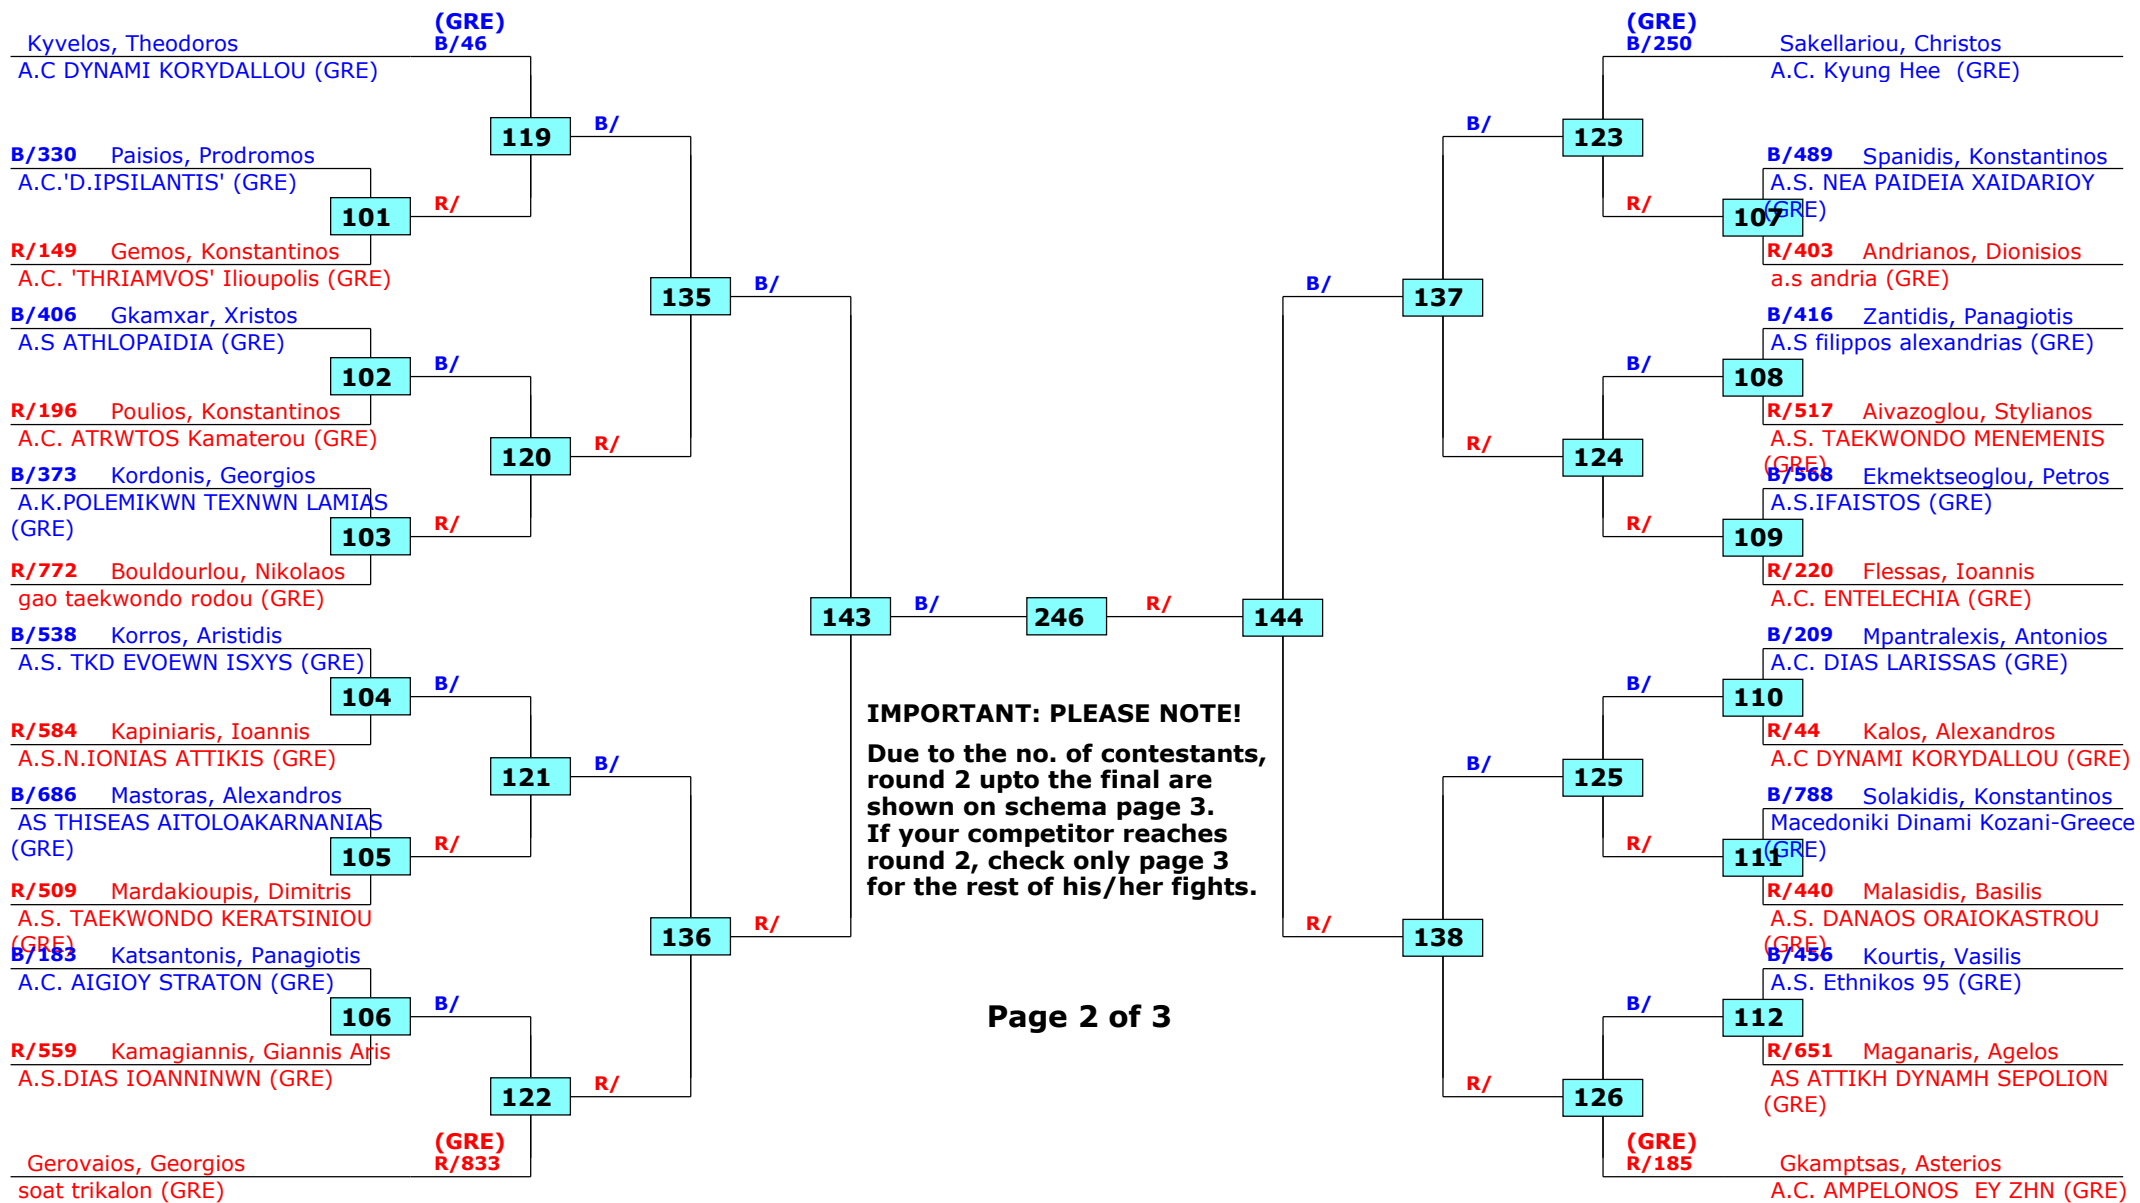 (GRE)
Kyvelos, Theodoros B/46
A.C DYNAMI KORYDALLOU (GRE)
119
B/
B/330 Paisios, Prodromos
A.C.'D.IPSILANTIS' (GRE)
101
R/
R/149 Gemos, Konstantinos
A.C. 'THRIAMVOS' Ilioupolis (GRE)
135
B/
B/406 Gkamxar, Xristos
A.S ATHLOPAIDIA (GRE)
102
B/
R/196 Poulios, Konstantinos
A.C. ATRWTOS Kamaterou (GRE)
120
R/
B/373 Kordonis, Georgios
A.K.POLEMIKWN TEXNWN LAMIAS
(GRE)
103
R/
R/772 Bouldourlou, Nikolaos
gao taekwondo rodou (GRE)
143
B/
246
R/
144
B/538 Korros, Aristidis
A.S. TKD EVOEWN ISXYS (GRE)
104
B/
R/584 Kapiniaris, Ioannis
A.S.N.IONIAS ATTIKIS (GRE)
121
B/
B/686 Mastoras, Alexandros
AS THISEAS AITOLOAKARNANIAS
(GRE)
105
R/
R/509 Mardakioupis, Dimitris
A.S. TAEKWONDO KERATSINIOU
(GRE)
136
R/
B/183 Katsantonis, Panagiotis
A.C. AIGIOY STRATON (GRE)
106
B/
R/559 Kamagiannis, Giannis Aris
A.S.DIAS IOANNINWN (GRE)
122
R/
(GRE)
Gerovaios, Georgios R/833
soat trikalon (GRE)
IMPORTANT: PLEASE NOTE!
Due to the no. of contestants,
round 2 upto the final are
shown on schema page 3.
If your competitor reaches
round 2, check only page 3
for the rest of his/her fights.
Page 2 of 3
(GRE)
B/250 Sakellariou, Christos
A.C. Kyung Hee (GRE)
B/
123
B/489 Spanidis, Konstantinos
A.S. NEA PAIDEIA XAIDARIOY
(GRE)
R/
107
R/403 Andrianos, Dionisios
a.s andria (GRE)
B/
137
B/416 Zantidis, Panagiotis
A.S filippos alexandrias (GRE)
B/
108
R/517 Aivazoglou, Stylianos
A.S. TAEKWONDO MENEMENIS
(GRE)
R/
124
B/568 Ekmektseoglou, Petros
A.S.IFAISTOS (GRE)
R/
109
R/220 Flessas, Ioannis
A.C. ENTELECHIA (GRE)
B/209 Mpantralexis, Antonios
A.C. DIAS LARISSAS (GRE)
B/
110
R/44 Kalos, Alexandros
A.C DYNAMI KORYDALLOU (GRE)
B/
125
B/788 Solakidis, Konstantinos
Macedoniki Dinami Kozani-Greece
(GRE)
R/
111
R/440 Malasidis, Basilis
A.S. DANAOS ORAIOKASTROU
(GRE)
R/
138
B/456 Kourtis, Vasilis
A.S. Ethnikos 95 (GRE)
B/
112
R/651 Maganaris, Agelos
AS ATTIKH DYNAMH SEPOLION
(GRE)
R/
126
(GRE)
R/185 Gkamptsas, Asterios
A.C. AMPELONOS EY ZHN (GRE)